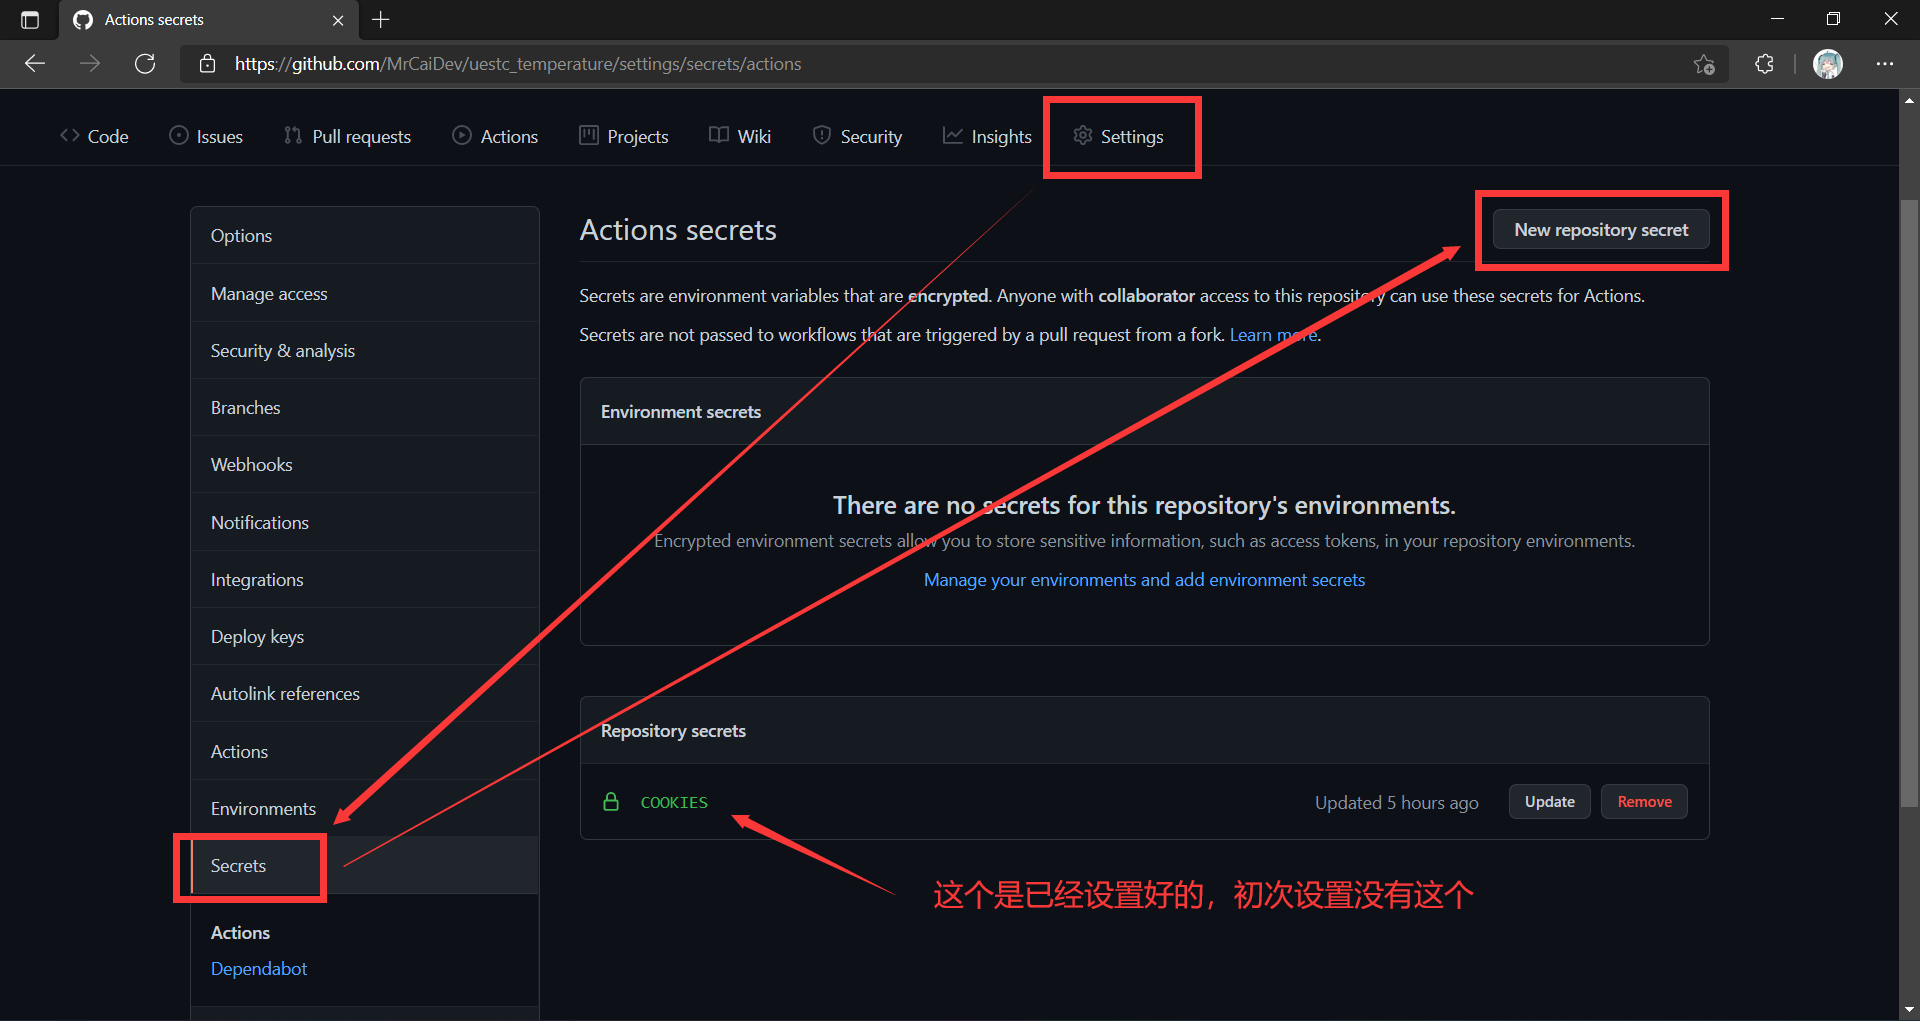 Actions secrets
https://github.com/MrCaiDev/uestc_temperature/settings/secrets/actions
Code
Issues
Pull requests
Actions
Projects
Wiki
Security
Insights
Settings
Options
Manage access
Security & analysis
Branches
Webhooks
Notifications
Integrations
Deploy keys
Autolink references
Actions
Environments
Secrets
Actions
Dependabot
Actions secrets
New repository secret
Secrets are environment variables that are encrypted. Anyone with collaborator access to this repository can use these secrets for Actions.
Secrets are not passed to workflows that are triggered by a pull request from a fork. Learn more.
Environment secrets
There are no secrets for this repository's environments.
Encrypted environment secrets allow you to store sensitive information, such as access tokens, in your repository environments.
Manage your environments and add environment secrets
Repository secrets
COOKIES
Updated 5 hours ago
Update
Remove
这个是已经设置好的，初次设置没有这个